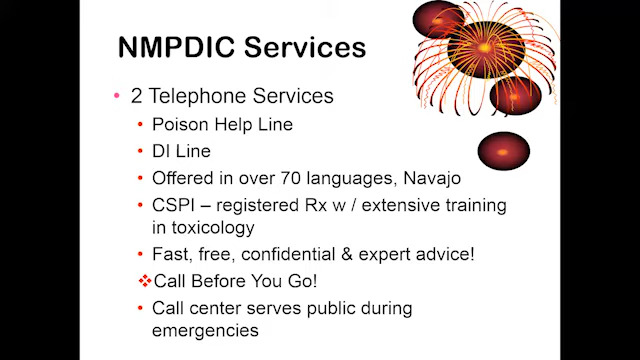 NMPDIC Services
• 2 Telephone Services
• Poison Help Line
• DI Line
• Offered in over 70 languages, Navajo
• CSPI – registered Rx w / extensive training
in toxicology
• Fast, free, confidential & expert advice!
❖Call Before You Go!
• Call center serves public during
emergencies